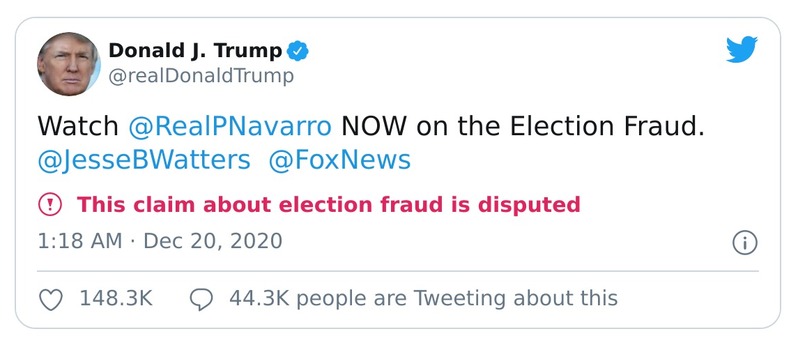 Donald J. Trump
@realDonaldTrump
Watch @RealPNavarro NOW on the Election Fraud.
@JesseBWatters @FoxNews
This claim about election fraud is disputed
1:18 AM · Dec 20, 2020
148.3K 44.3K people are Tweeting about this